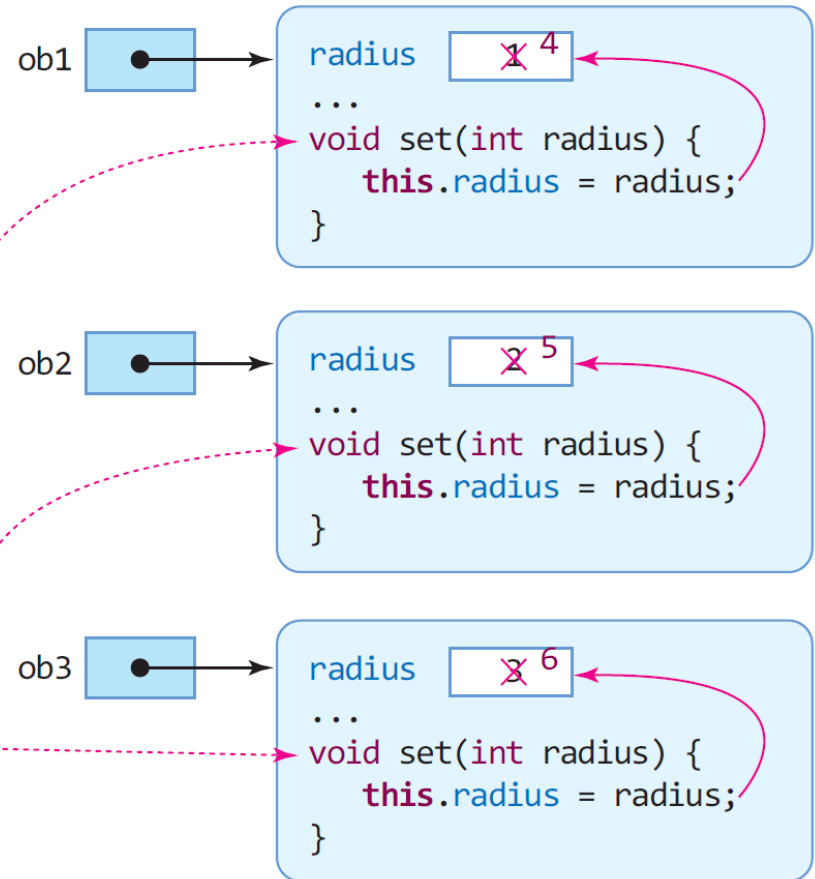 ob1
radius 1 4
...
void set(int radius) {
this.radius = radius;
}
ob2
radius 2 5
...
void set(int radius) {
this.radius = radius;
}
ob3
radius 3 6
...
void set(int radius) {
this.radius = radius;
}